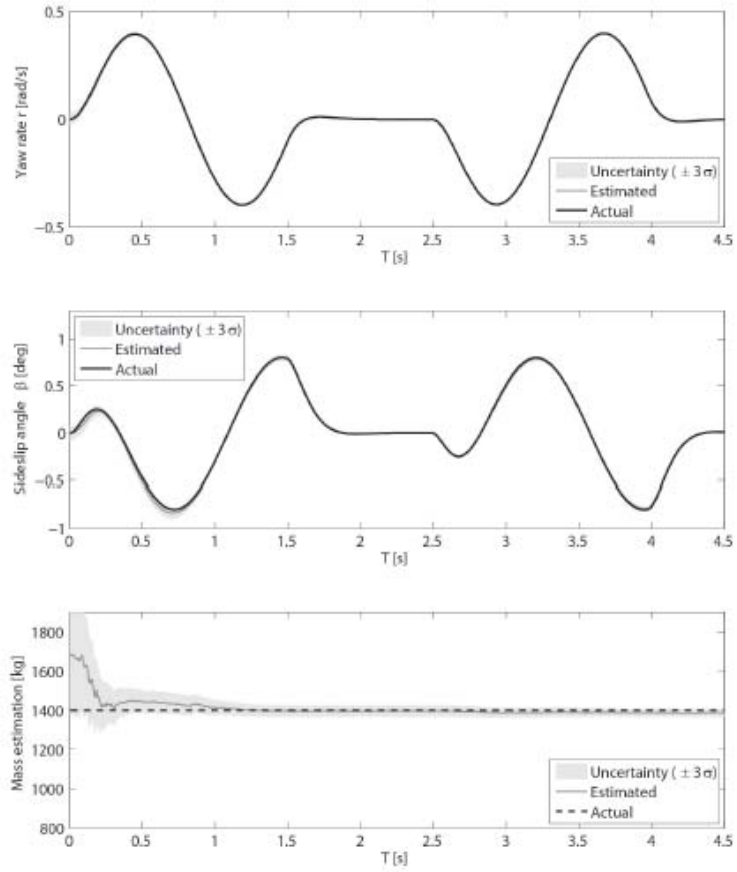 0.5
0
−0.5
Yaw rate r [rad/s]
Uncertainty ( ± 3 σ)
Estimated
Actual
0 0.5 1 1.5 2 2.5 3 3.5 4 4.5
T [s]
Uncertainty ( ± 3 σ)
Estimated
Actual
1
0.5
0
−0.5
−1
Sideslip angle β [deg]
0 0.5 1 1.5 2 2.5 3 3.5 4 4.5
T [s]
1800
1600
1400
1200
1000
800
Mass estimation [kg]
Uncertainty ( ± 3 σ)
Estimated
Actual
0 0.5 1 1.5 2 2.5 3 3.5 4 4.5
T [s]